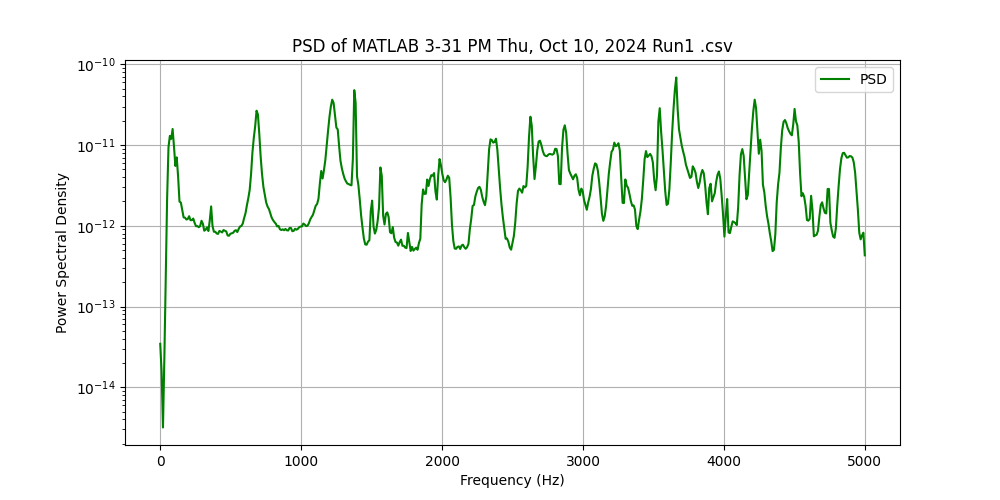 PSD of MATLAB 3-31 PM Thu, Oct 10, 2024 Run1 .csv
PSD
Power Spectral Density
10⁻¹⁰
10⁻¹¹
10⁻¹²
10⁻¹³
10⁻¹⁴
0 1000 2000 3000 4000 5000
Frequency (Hz)